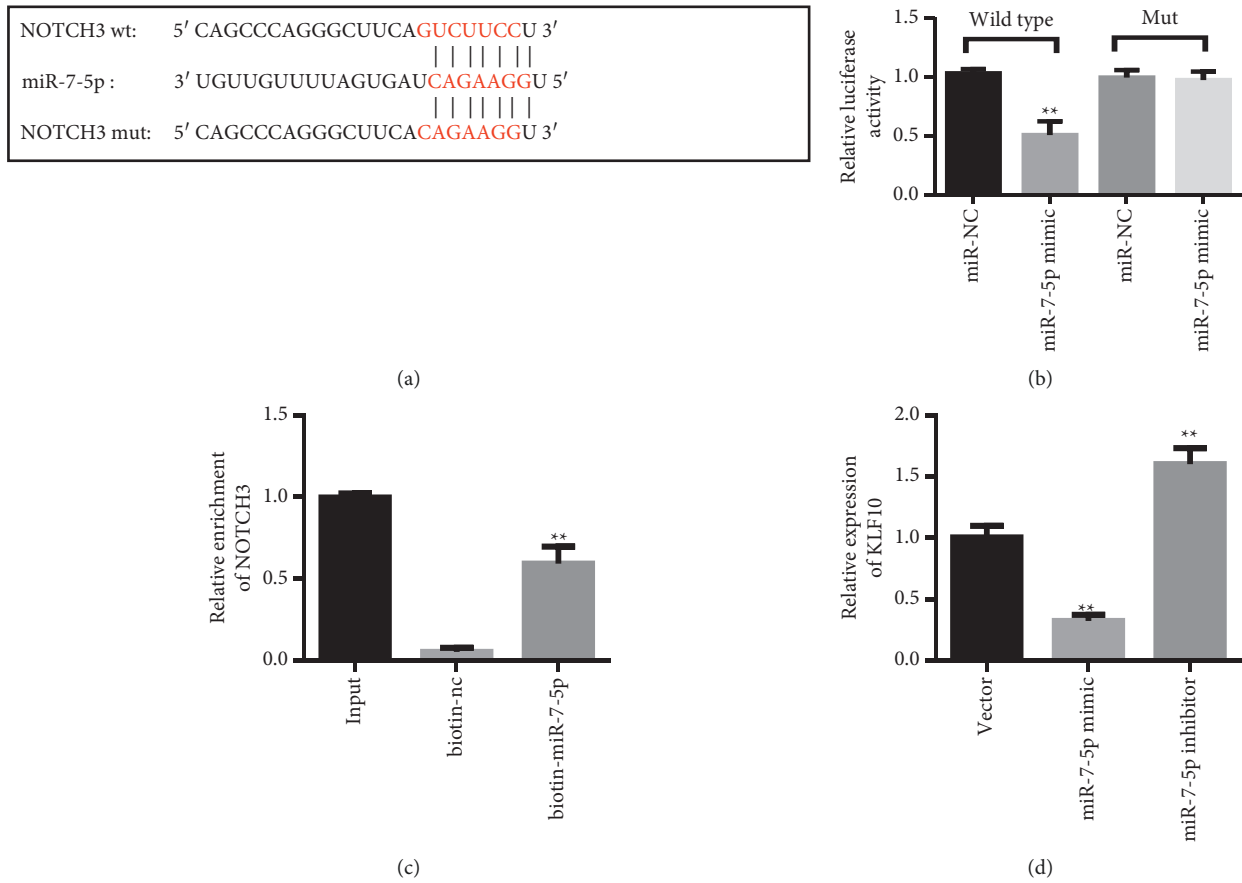 NOTCH3 wt: 5′ CAGCCCAGGGCUUCAGUCUUCCU 3′
miR-7-5p : 3′ UGUUGUUUUAGUGAUCAGAAGGU 5′
NOTCH3 mut: 5′ CAGCCCAGGGCUUCACAGAAGGU 3′
(a)
Relative luciferase
activity
1.5
1.0
0.5
0.0
Wild type
Mut
**
miR-NC
miR-7-5p mimic
miR-NC
miR-7-5p mimic
(b)
Relative enrichment
of NOTCH3
1.5
1.0
0.5
0.0
**
Input
biotin-nc
biotin-miR-7-5p
(c)
Relative expression
of KLF10
2.0
1.5
1.0
0.5
0.0
**
**
Vector
miR-7-5p mimic
miR-7-5p inhibitor
(d)